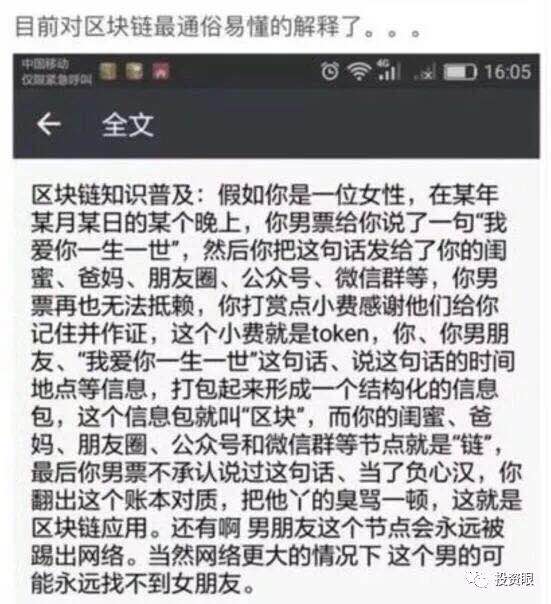 目前对区块链最通俗易懂的解释了。。。
中国移动
仅限紧急呼叫
4G
16:05
全文
区块链知识普及：假如你是一位女性，在某年
某月某日的某个晚上，你男票给你说了一句“我
爱你一生一世”，然后你把这句话发给了你的闺
蜜、爸妈、朋友圈、公众号、微信群等，你男
票再也无法抵赖，你打赏点小费感谢他们给你
记住并作证，这个小费就是token，你、你男朋
友、“我爱你一生一世”这句话、说这句话的时间
地点等信息，打包起来形成一个结构化的信息
包，这个信息包就叫“区块”，而你的闺蜜、爸
妈、朋友圈、公众号和微信群等节点就是“链”，
最后你男票不承认说过这句话、当了负心汉，你
翻出这个账本对质，把他丫的臭骂一顿，这就是
区块链应用。还有啊 男朋友这个节点会永远被
踢出网络。当然网络更大的情况下 这个男的可
能永远找不到女朋友。
投资眼